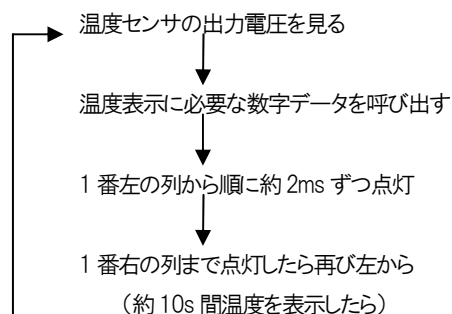 温度センサの出力電圧を見る
温度表示に必要な数字データを呼び出す
1 番左の列から順に約 2ms ずつ点灯
1 番右の列まで点灯したら再び左から
（約 10s 間温度を表示したら）